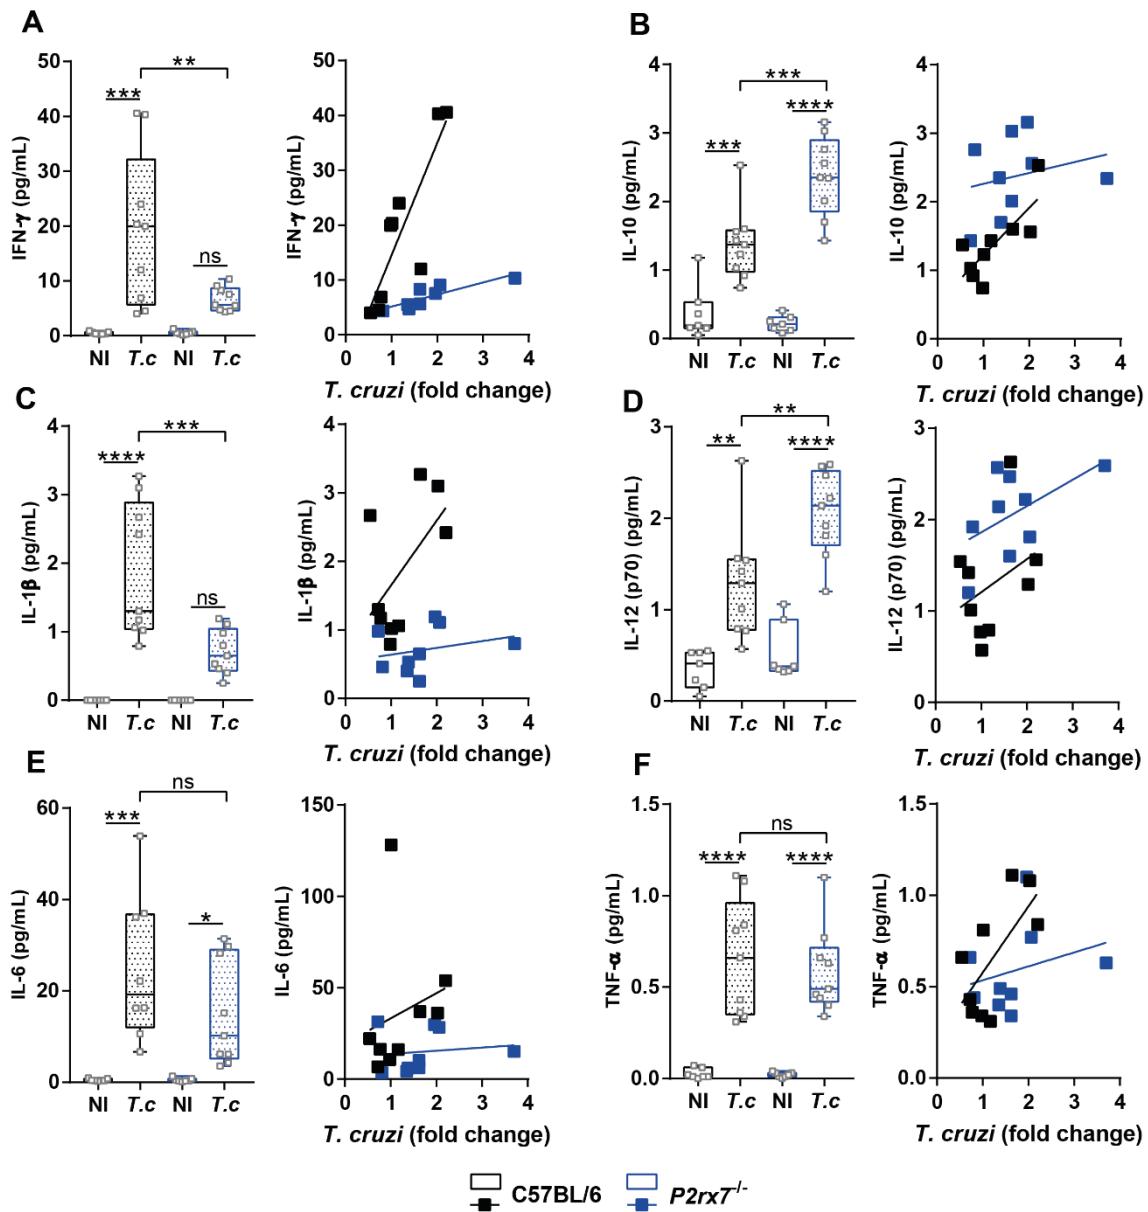 A
B
IFN-γ (pg/mL)
50
40
30
20
10
0
***
**
ns
NI
T.c
NI
T.c
IFN-γ (pg/mL)
50
40
30
20
10
0
0
1
2
3
4
T. cruzi (fold change)
IL-10 (pg/mL)
4
3
2
1
0
***
***
****
NI
T.c
NI
T.c
IL-10 (pg/mL)
4
3
2
1
0
0
1
2
3
4
T. cruzi (fold change)
C
D
IL-1β (pg/mL)
4
3
2
1
0
****
***
ns
NI
T.c
NI
T.c
IL-1β (pg/mL)
4
3
2
1
0
0
1
2
3
4
T. cruzi (fold change)
IL-12 (p70) (pg/mL)
3
2
1
0
**
**
****
NI
T.c
NI
T.c
IL-12 (p70) (pg/mL)
3
2
1
0
0
1
2
3
4
T. cruzi (fold change)
E
F
IL-6 (pg/mL)
60
40
20
0
***
ns
*
NI
T.c
NI
T.c
IL-6 (pg/mL)
150
100
50
0
0
1
2
3
4
T. cruzi (fold change)
TNF-α (pg/mL)
1.5
1.0
0.5
0.0
****
ns
****
NI
T.c
NI
T.c
TNF-α (pg/mL)
1.5
1.0
0.5
0.0
0
1
2
3
4
T. cruzi (fold change)
C57BL/6
P2rx7-/-